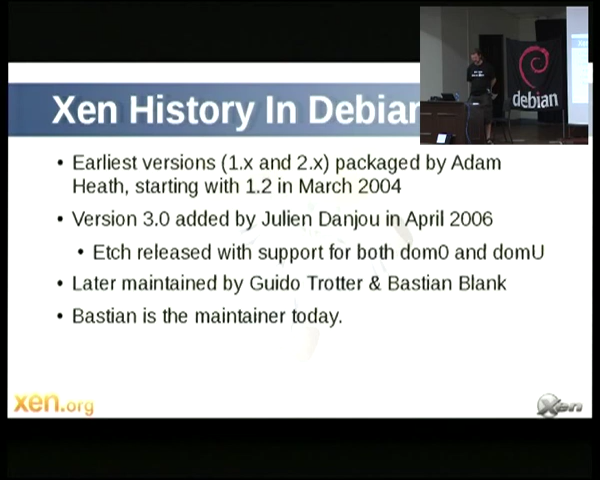 Xen History In Debian
debian
• Earliest versions (1.x and 2.x) packaged by Adam
Heath, starting with 1.2 in March 2004
• Version 3.0 added by Julien Danjou in April 2006
• Etch released with support for both dom0 and domU
• Later maintained by Guido Trotter & Bastian Blank
• Bastian is the maintainer today.
xen.org
Xen